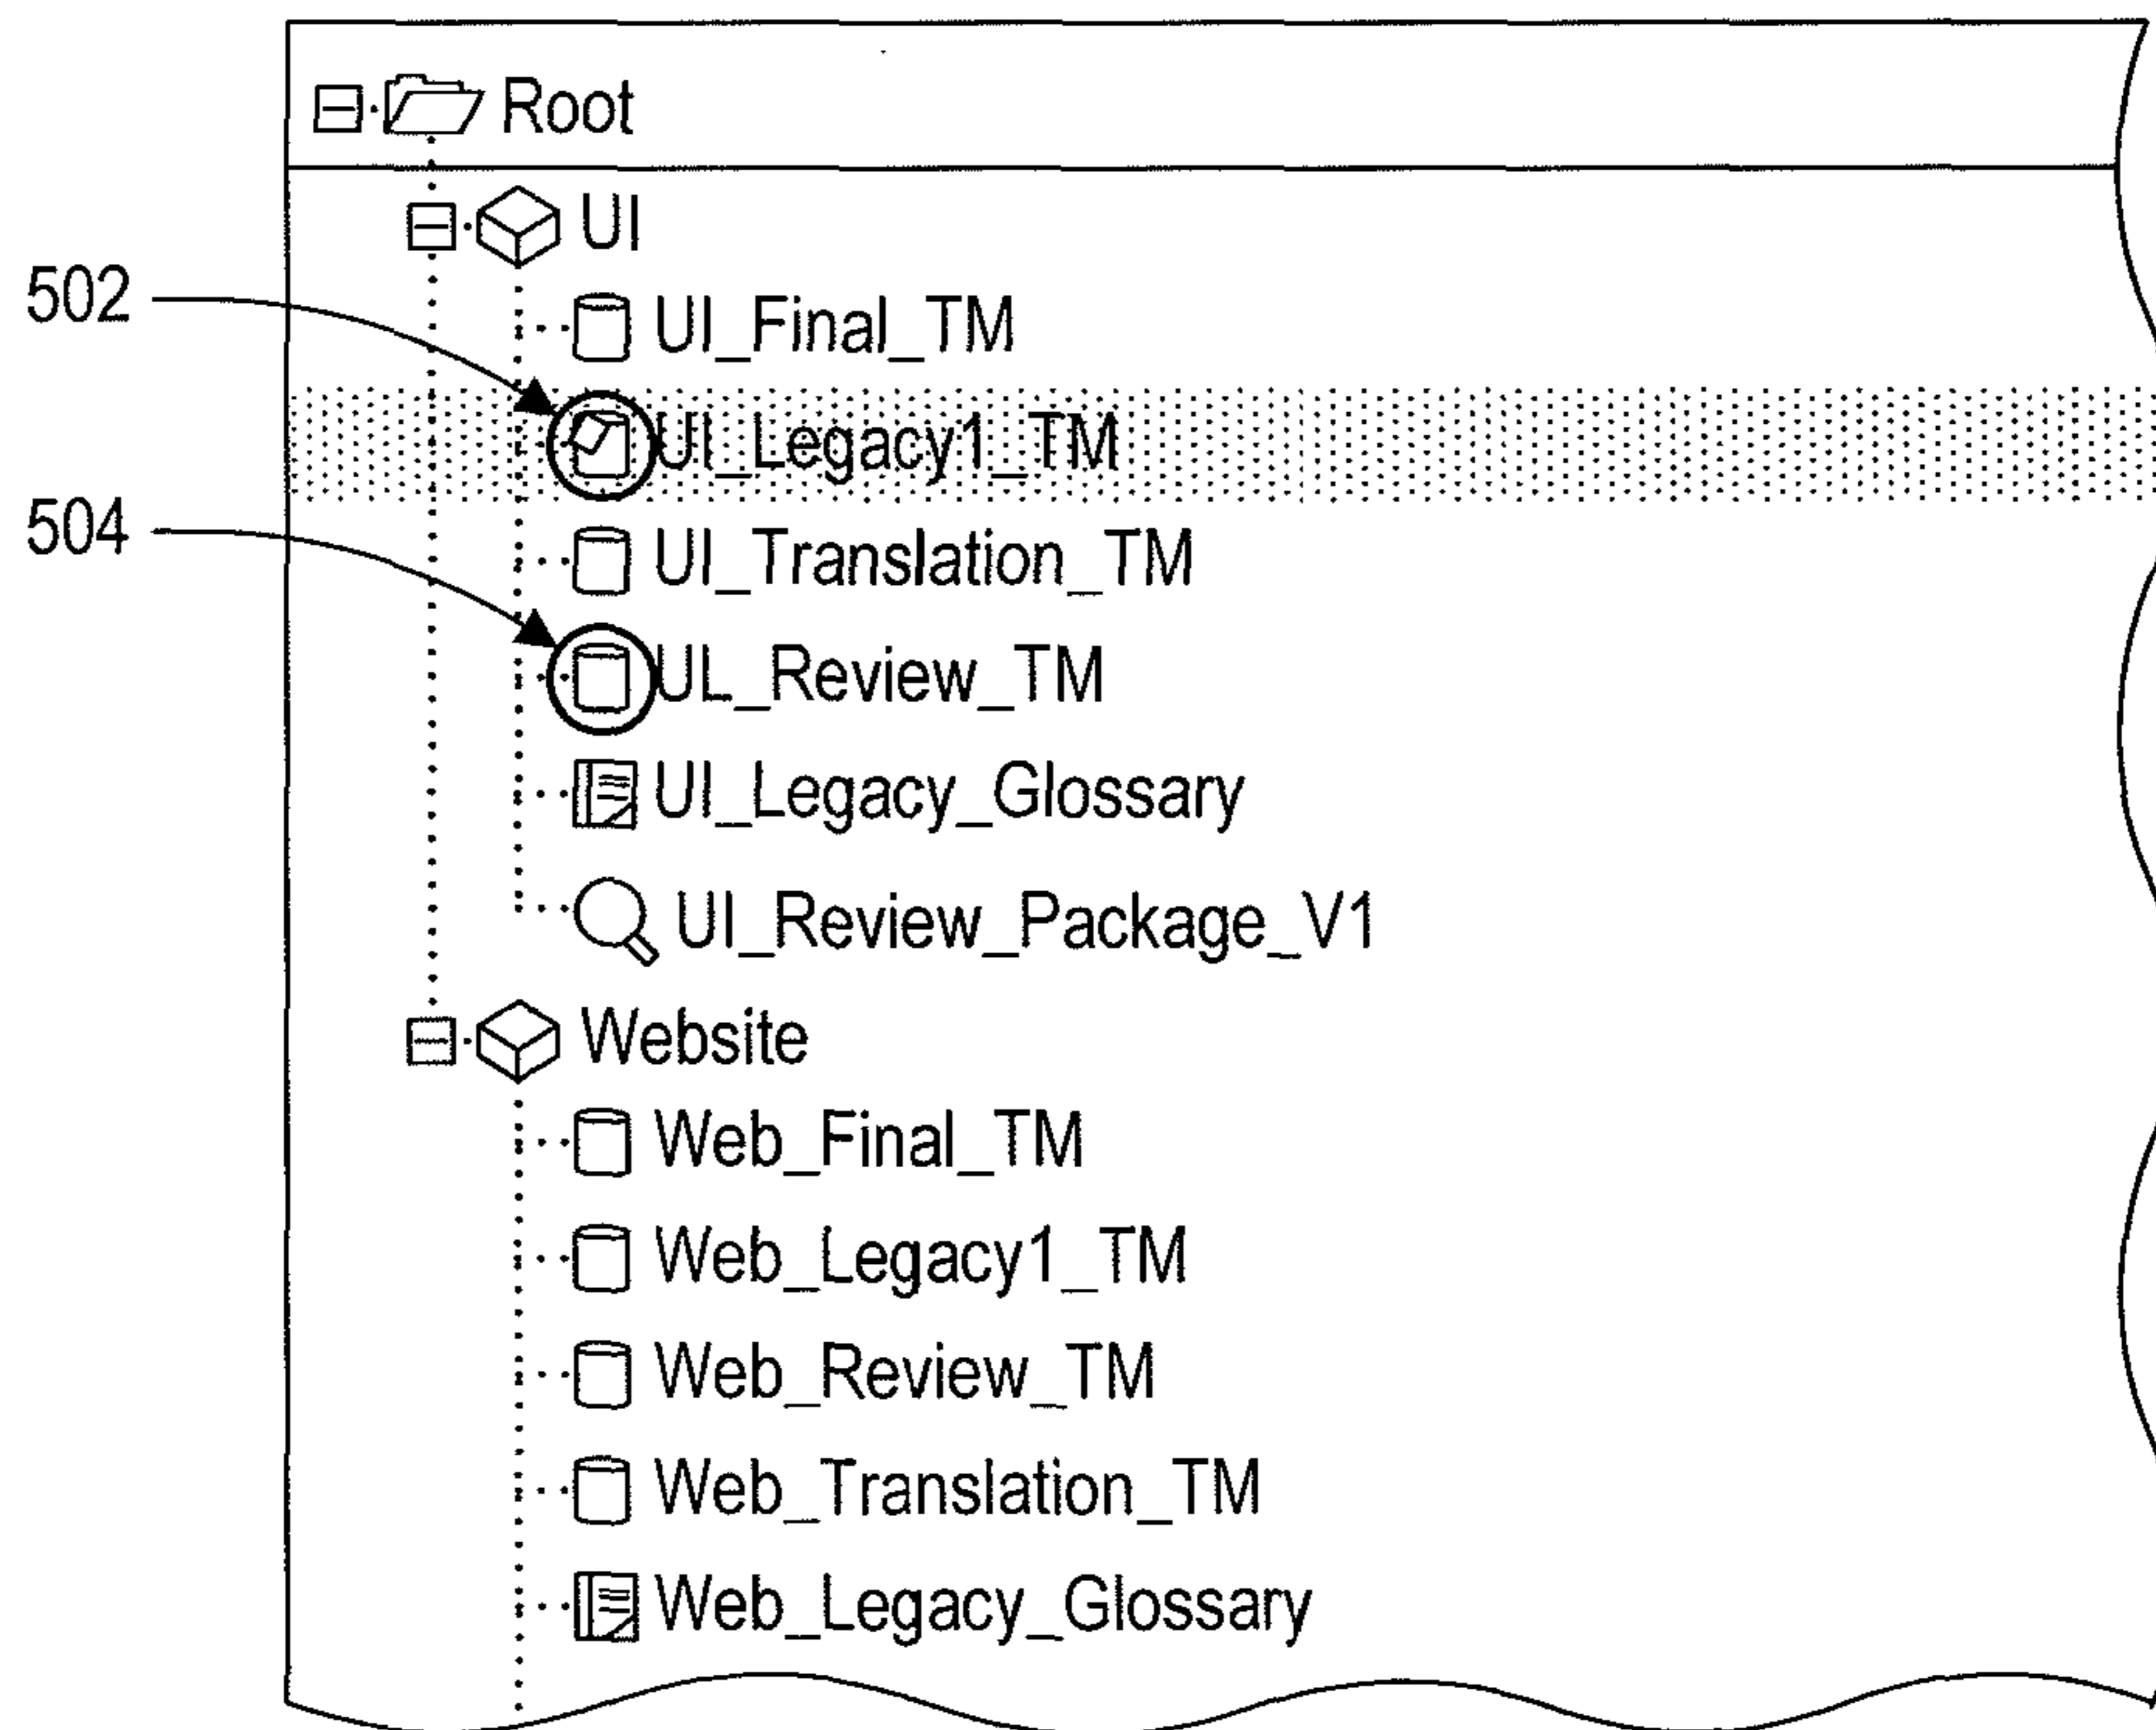 Root
UI
502
UI_Final_TM
UI_Legacy1_TM
504
UI_Translation_TM
UL_Review_TM
UI_Legacy_Glossary
UI_Review_Package_V1
Website
Web_Final_TM
Web_Legacy1_TM
Web_Review_TM
Web_Translation_TM
Web_Legacy_Glossary